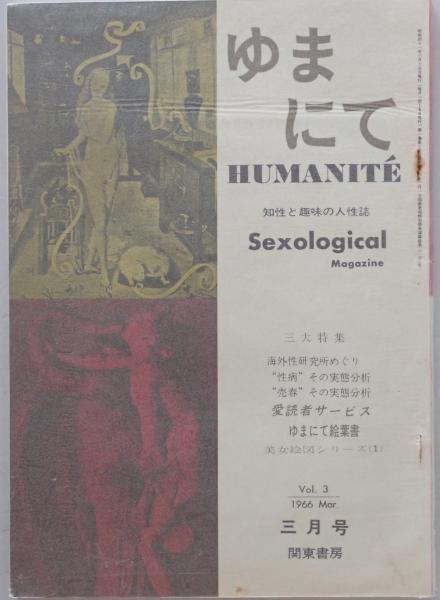 ゆま
にて
HUMANITÉ
知性と趣味の人性誌
Sexological
Magazine
三大特集
海外性研究所めぐり
“性病”その実態分析
“売春”その実態分析
愛読者サービス
ゆまにて絵葉書
美女絵図シリーズ(1)
Vol. 3
1966 Mar.
三月号
関東書房